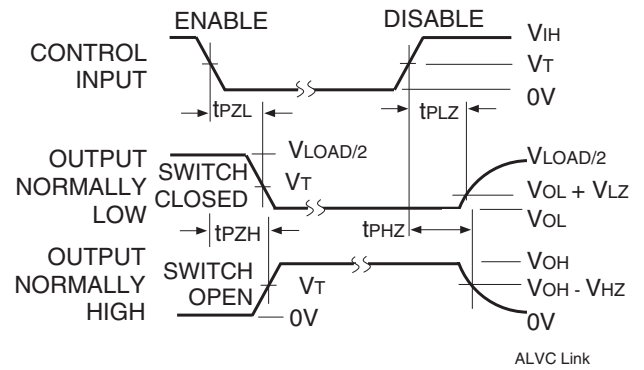 ENABLE
DISABLE
CONTROL
INPUT
VIH
VT
0V
tPZL
tPLZ
OUTPUT
NORMALLY
LOW
SWITCH
CLOSED
VLOAD/2
VT
VLOAD/2
VOL + VLZ
VOL
tPZH
tPHZ
OUTPUT
NORMALLY
HIGH
SWITCH
OPEN
VT
0V
VOH
VOH - VHZ
0V
ALVC Link